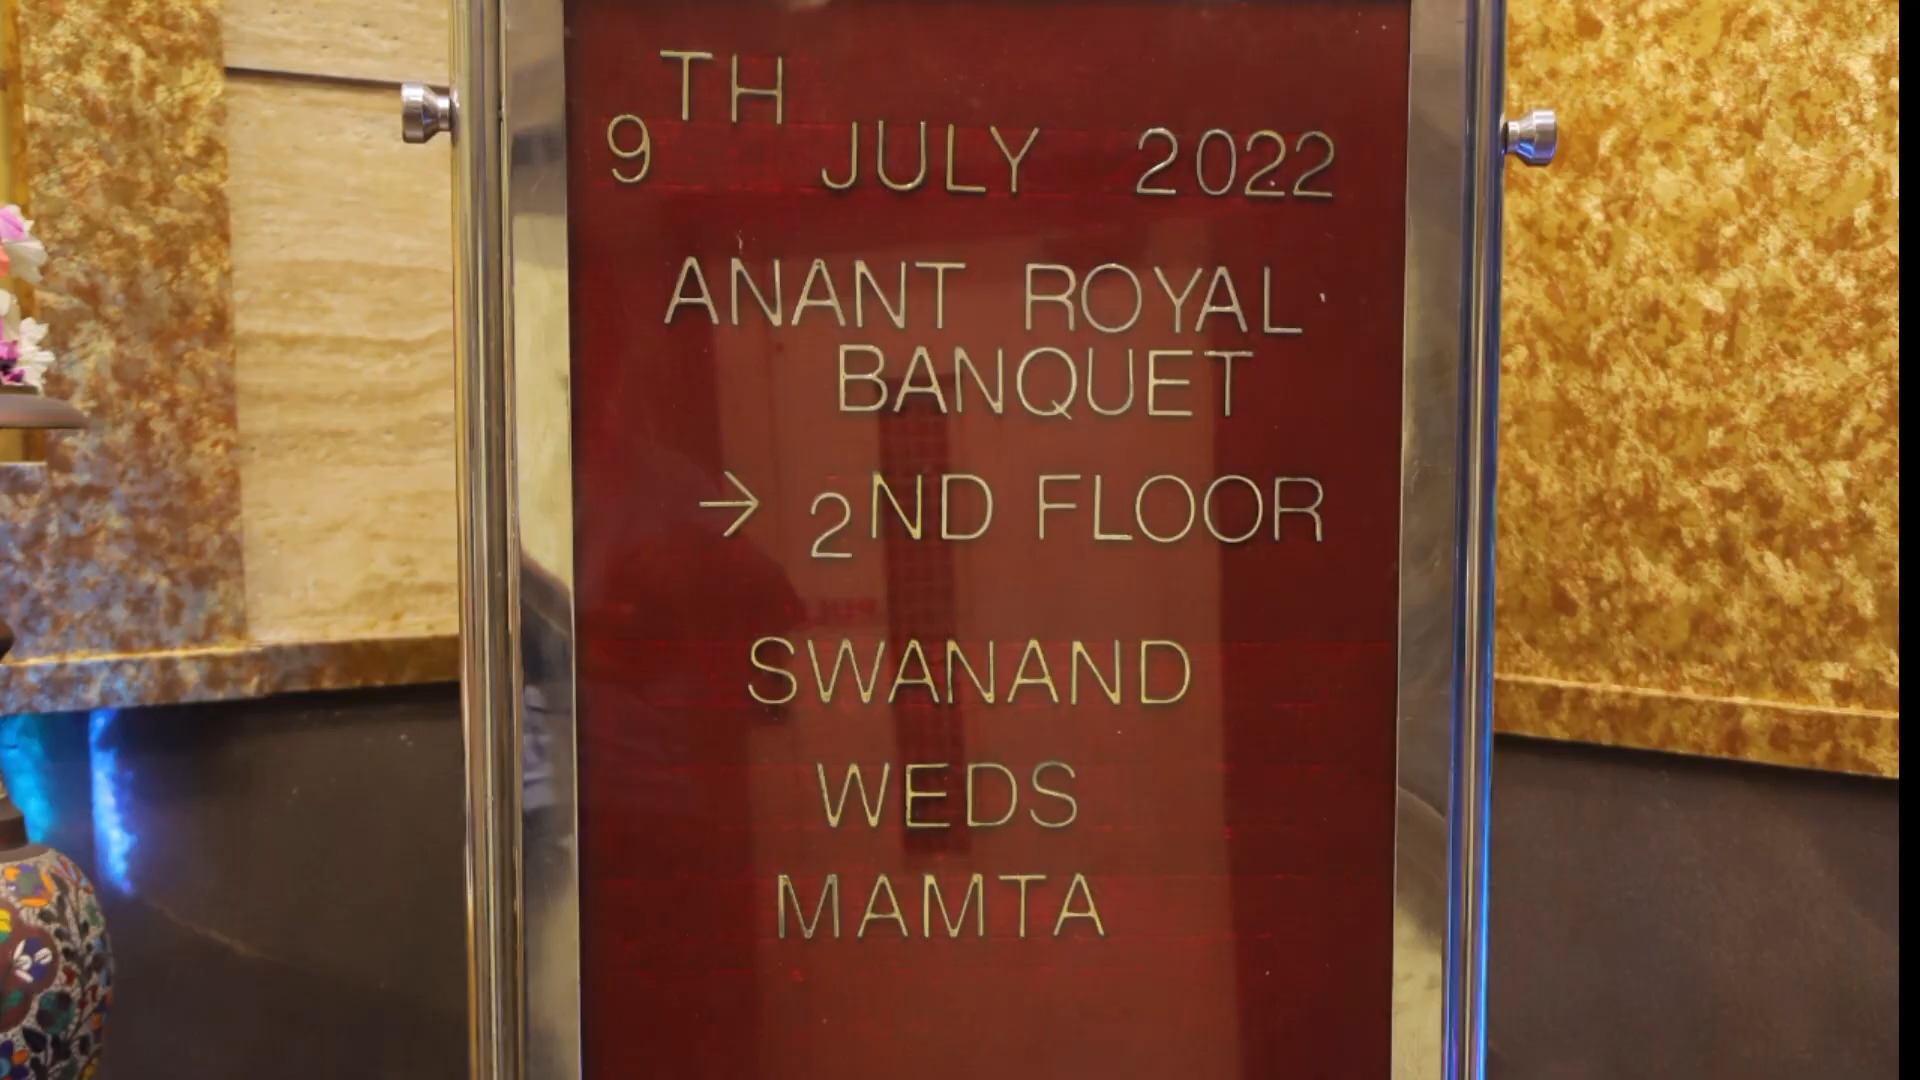 9TH JULY 2022
ANANT ROYAL
BANQUET
→ 2ND FLOOR
SWANAND
WEDS
MAMTA